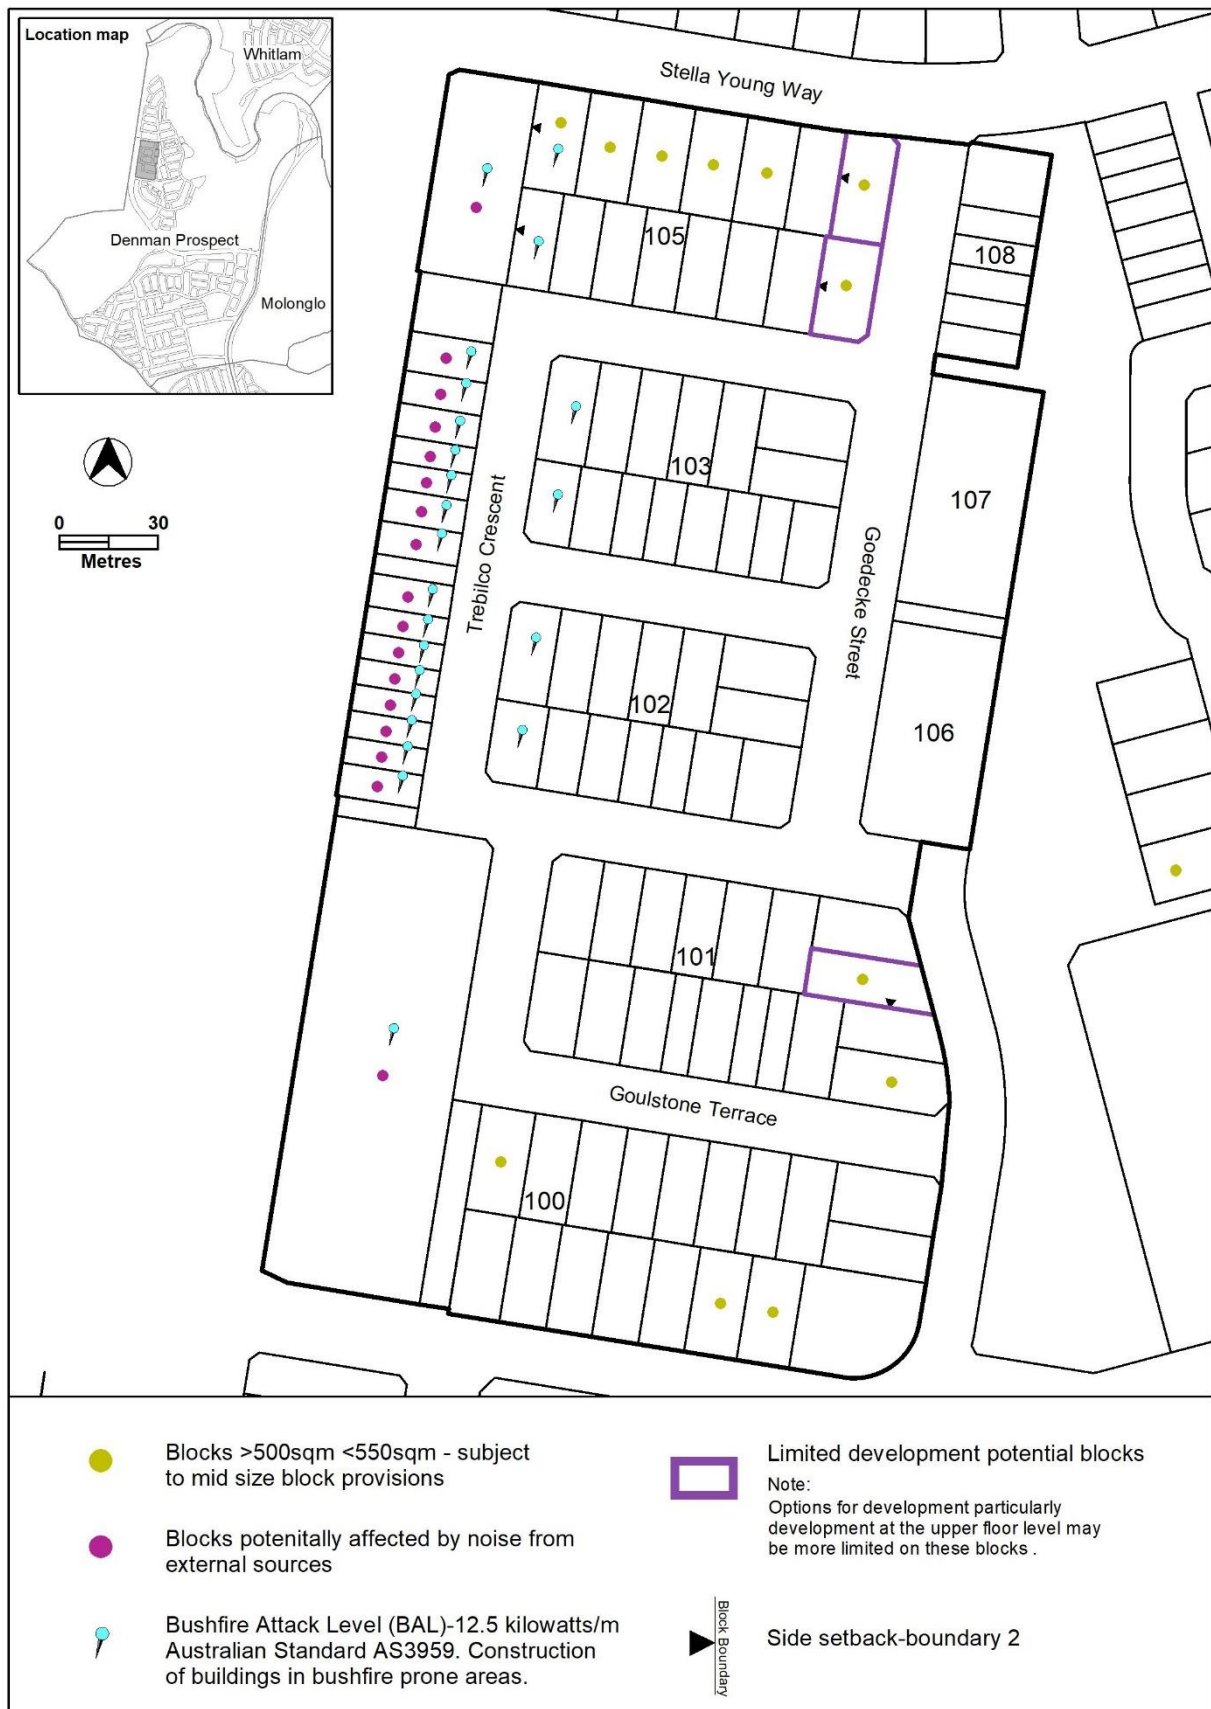 Location map
Whitlam
Denman Prospect
Molonglo
Stella Young Way
105
108
0 30
Metres
103
107
Trebilco Crescent
Goedecke Street
102
106
101
Goulstone Terrace
100
Blocks >500sqm <550sqm - subject
to mid size block provisions
Blocks potenitally affected by noise from
external sources
Bushfire Attack Level (BAL)-12.5 kilowatts/m
Australian Standard AS3959. Construction
of buildings in bushfire prone areas.
Limited development potential blocks
Note:
Options for development particularly
development at the upper floor level may
be more limited on these blocks .
Block Boundary
Side setback-boundary 2